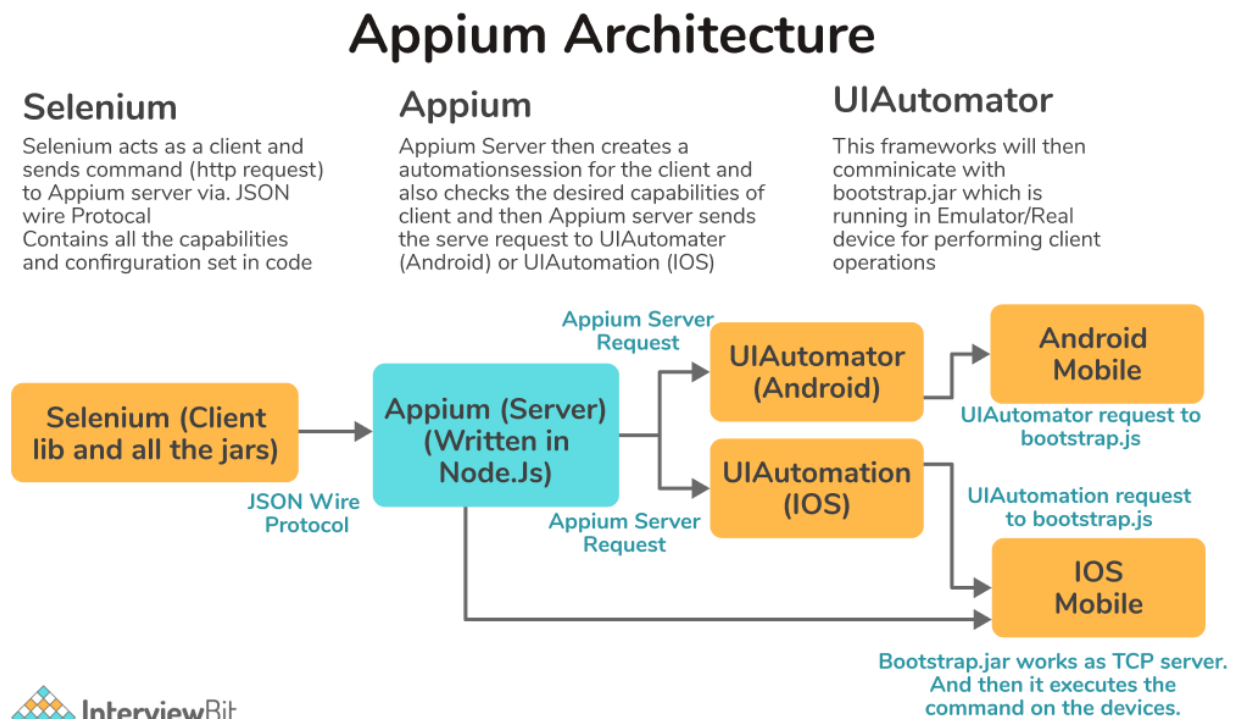 Appium Architecture
Selenium
Selenium acts as a client and
sends command (http request)
to Appium server via. JSON
wire Protocal
Contains all the capabilities
and confirguration set in code
Appium
Appium Server then creates a
automationsession for the client and
also checks the desired capabilities of
client and then Appium server sends
the serve request to UIAutomater
(Android) or UIAutomation (IOS)
UIAutomator
This frameworks will then
comminicate with
bootstrap.jar which is
running in Emulator/Real
device for performing client
operations
Selenium (Client
lib and all the jars)
JSON Wire
Protocol
Appium (Server)
(Written in
Node.Js)
Appium Server
Request
UIAutomator
(Android)
Android
Mobile
UIAutomator request to
bootstrap.js
Appium Server
Request
UIAutomation
(IOS)
UIAutomation request
to bootstrap.js
IOS
Mobile
Bootstrap.jar works as TCP server.
And then it executes the
command on the devices.
InterviewBit